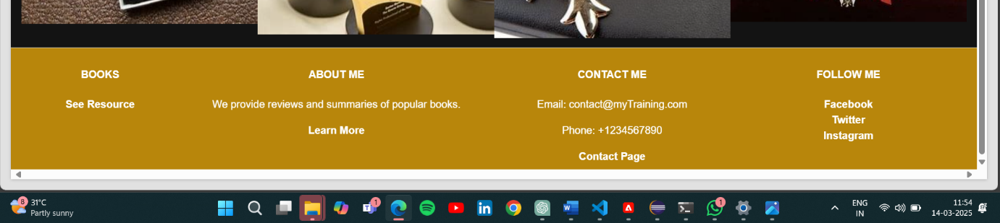 BOOKS
See Resource
ABOUT ME
We provide reviews and summaries of popular books.
Learn More
CONTACT ME
Email: contact@myTraining.com
Phone: +1234567890
Contact Page
FOLLOW ME
Facebook
Twitter
Instagram
8
31°C
Partly sunny
1
1
ENG
IN
11:54
14-03-2025